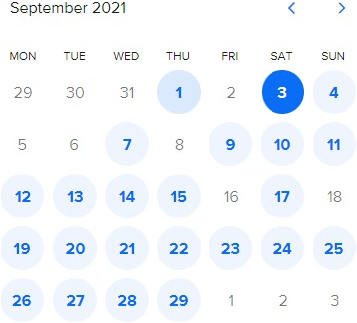 September 2021
MON TUE WED THU FRI SAT SUN
29 30 31 1 2 3 4
5 6 7 8 9 10 11
12 13 14 15 16 17 18
19 20 21 22 23 24 25
26 27 28 29 1 2 3